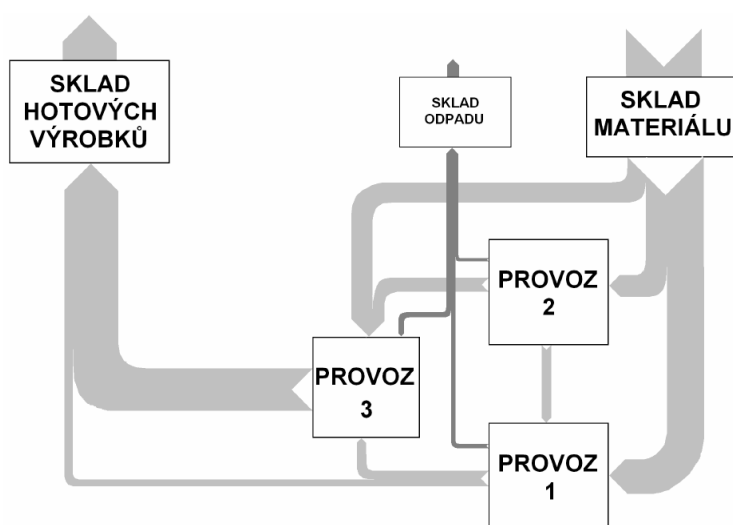 SKLAD
HOTOVÝCH
VÝROBKŮ
SKLAD
ODPADU
SKLAD
MATERIÁLU
PROVOZ
2
PROVOZ
3
PROVOZ
1